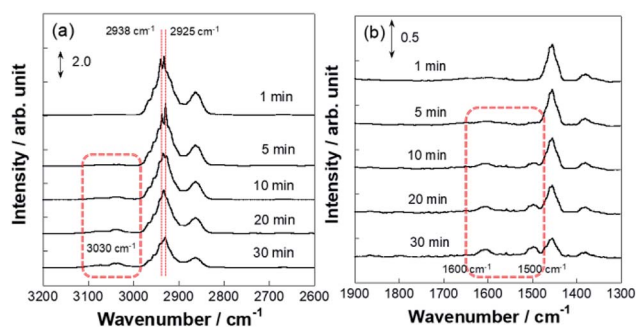 (a)
2938 cm⁻¹
2925 cm⁻¹
2.0
1 min
5 min
10 min
20 min
3030 cm⁻¹
30 min
Intensity / arb. unit
3200 3100 3000 2900 2800 2700 2600
Wavenumber / cm⁻¹
(b)
0.5
1 min
5 min
10 min
20 min
30 min
1600 cm⁻¹
1500 cm⁻¹
Intensity / arb. unit
1900 1800 1700 1600 1500 1400 1300
Wavenumber / cm⁻¹